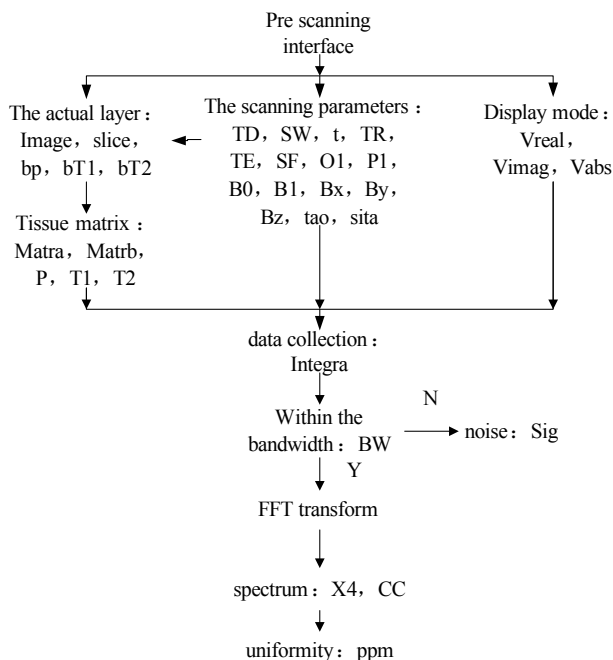 Pre scanning
interface
The actual layer：
Image，slice，
bp，bT1，bT2
The scanning parameters：
TD，SW，t，TR，
TE，SF，O1，P1，
B0，B1，Bx，By，
Bz，tao，sita
Display mode：
Vreal，
Vimag，Vabs
Tissue matrix：
Matra，Matrb，
P，T1，T2
data collection：
Integra
Within the
bandwidth：BW
N
noise：Sig
Y
FFT transform
spectrum：X4，CC
uniformity：ppm